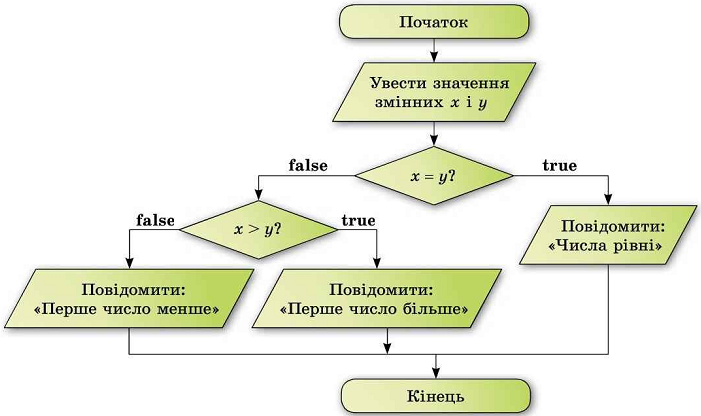 Початок
Увести значення
змінних x і y
false
x = y?
true
false
x > y?
true
Повідомити:
«Числа рівні»
Повідомити:
«Перше число менше»
Повідомити:
«Перше число більше»
Кінець